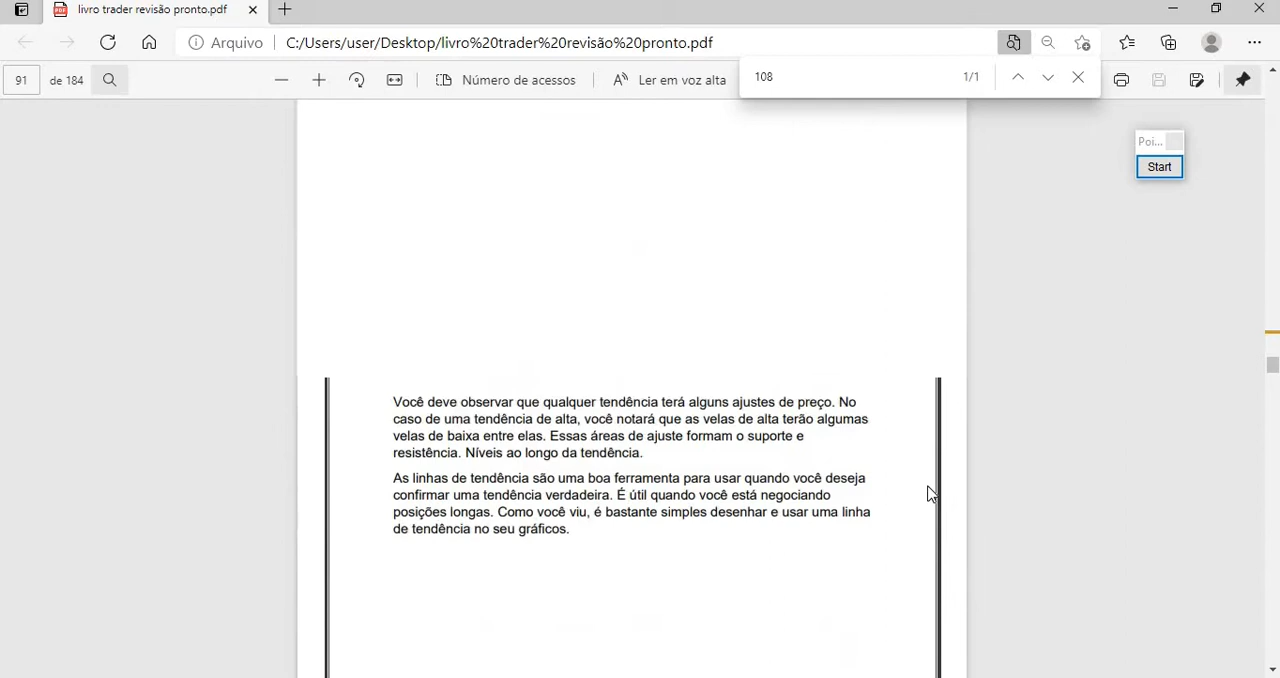 livro trader revisão pronto.pdf
Arquivo
C:/Users/user/Desktop/livro%20trader%20revisão%20pronto.pdf
108
1/1
91
de 184
Número de acessos
Ler em voz alta
Poi...
Start
Você deve observar que qualquer tendência terá alguns ajustes de preço. No
caso de uma tendência de alta, você notará que as velas de alta terão algumas
velas de baixa entre elas. Essas áreas de ajuste formam o suporte e
resistência. Níveis ao longo da tendência.
As linhas de tendência são uma boa ferramenta para usar quando você deseja
confirmar uma tendência verdadeira. É útil quando você está negociando
posições longas. Como você viu, é bastante simples desenhar e usar uma linha
de tendência no seu gráficos.